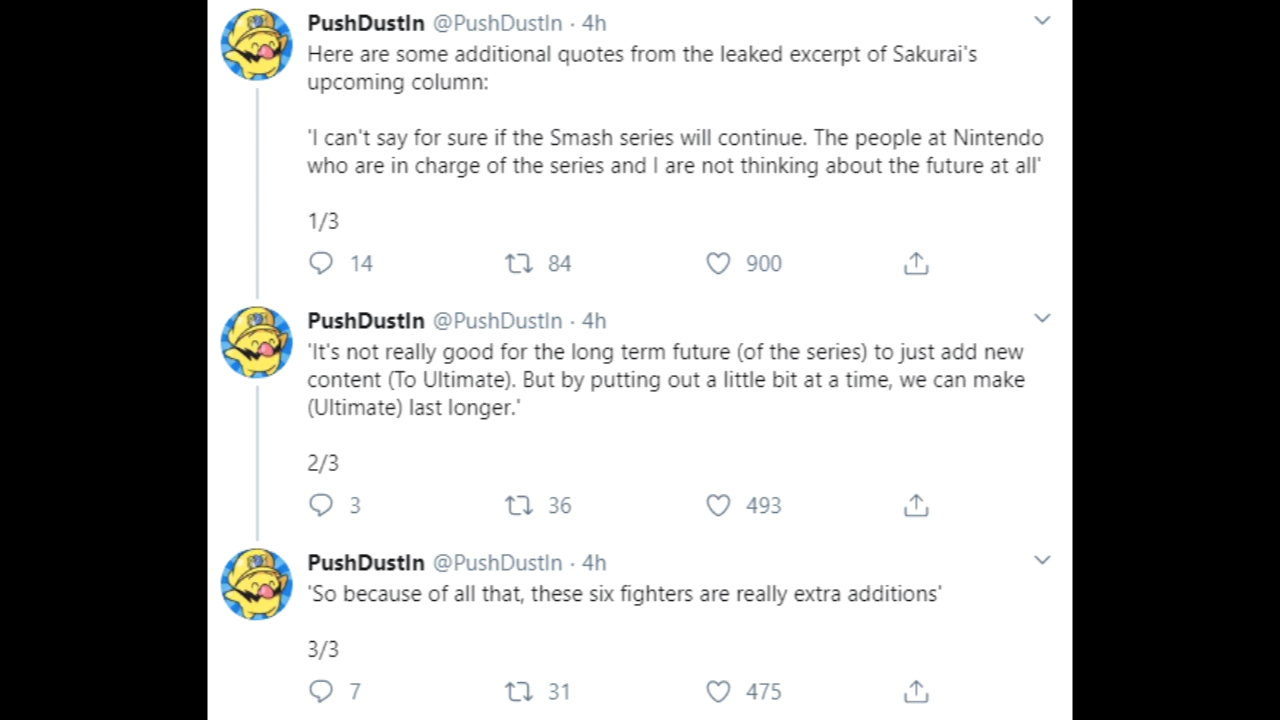 PushDustIn @PushDustIn · 4h
Here are some additional quotes from the leaked excerpt of Sakurai's
upcoming column:
'I can't say for sure if the Smash series will continue. The people at Nintendo
who are in charge of the series and I are not thinking about the future at all'
1/3
14 84 900
PushDustIn @PushDustIn · 4h
'It's not really good for the long term future (of the series) to just add new
content (To Ultimate). But by putting out a little bit at a time, we can make
(Ultimate) last longer.'
2/3
3 36 493
PushDustIn @PushDustIn · 4h
'So because of all that, these six fighters are really extra additions'
3/3
7 31 475